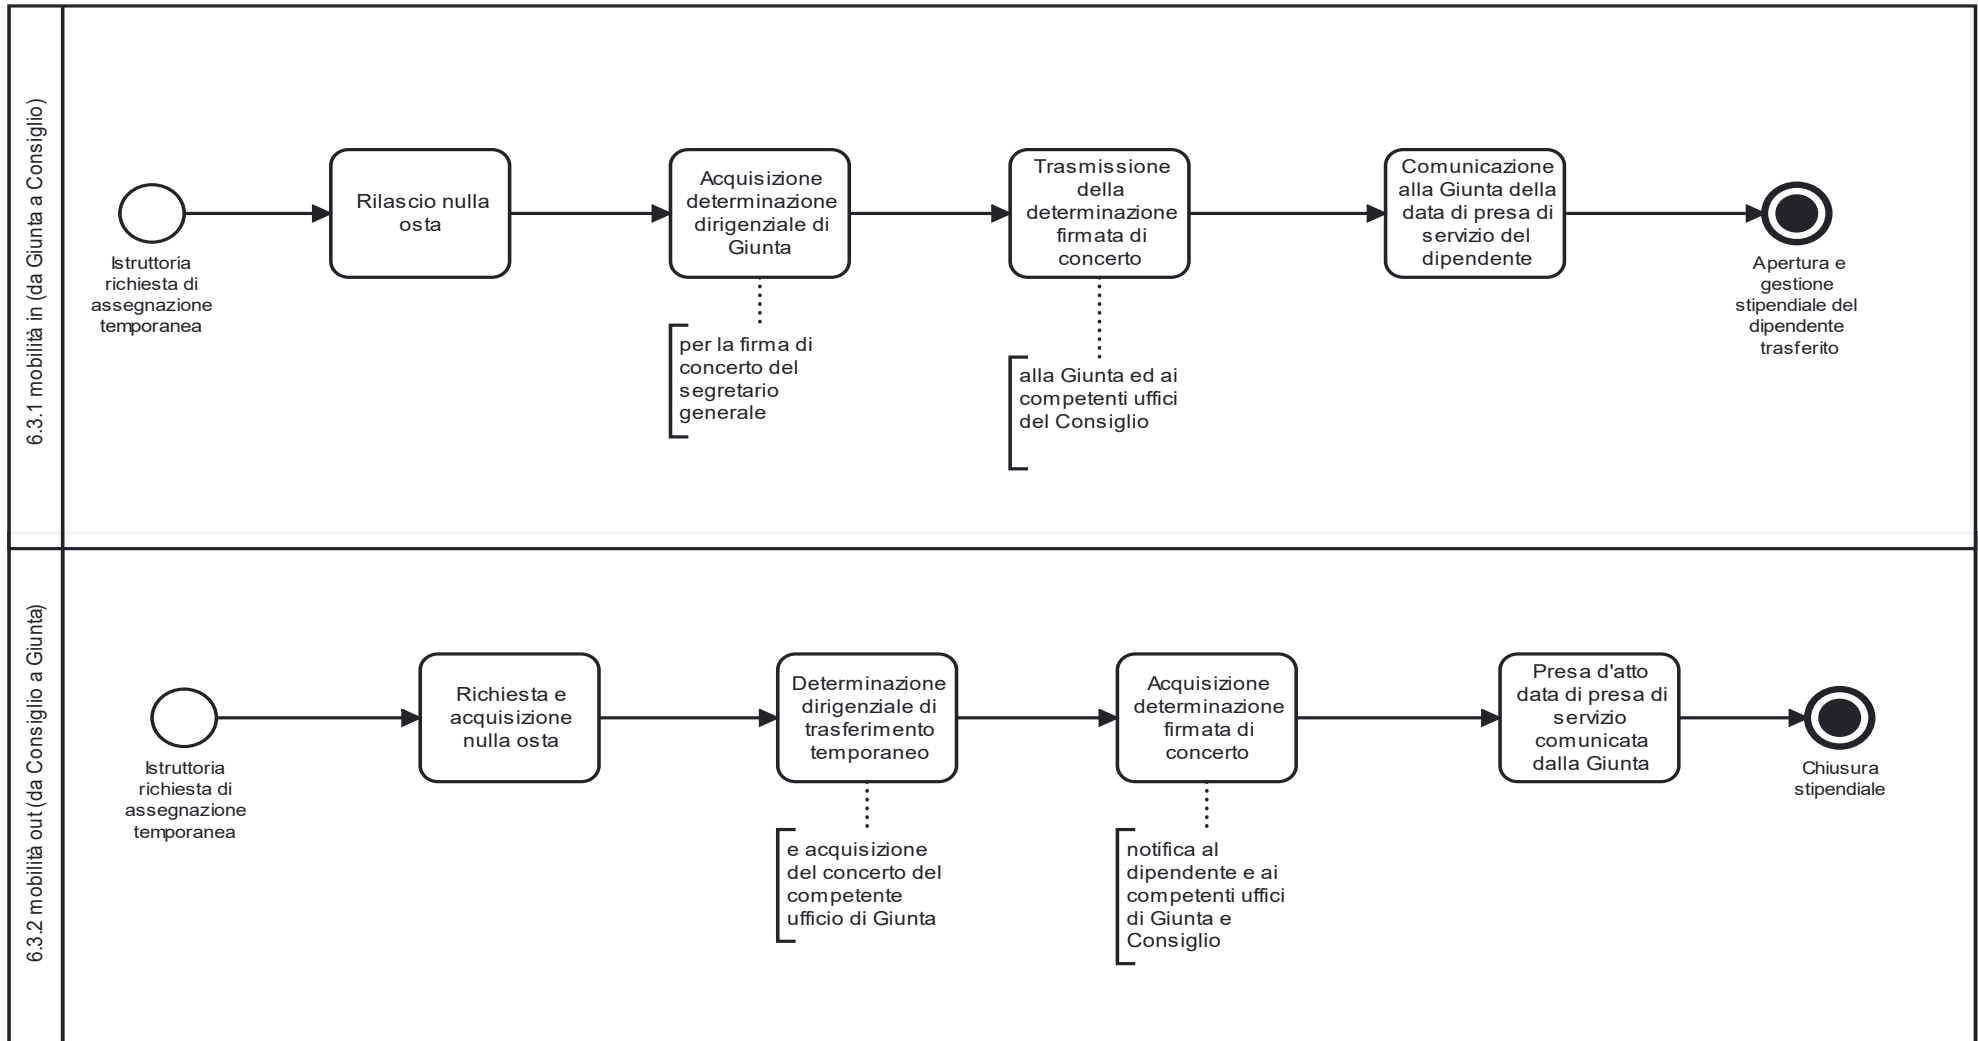 6.3.1 mobilità in (da Giunta a Consiglio)
Istruttoria
richiesta di
assegnazione
temporanea
Rilascio nulla
osta
Acquisizione
determinazione
dirigenziale di
Giunta
per la firma di
concerto del
segretario
generale
Trasmissione
della
determinazione
firmata di
concerto
alla Giunta ed ai
competenti uffici
del Consiglio
Comunicazione
alla Giunta della
data di presa di
servizio del
dipendente
Apertura e
gestione
stipendiale del
dipendente
trasferito
6.3.2 mobilità out (da Consiglio a Giunta)
Istruttoria
richiesta di
assegnazione
temporanea
Richiesta e
acquisizione
nulla osta
Determinazione
dirigenziale di
trasferimento
temporaneo
e acquisizione
del concerto del
competente
ufficio di Giunta
Acquisizione
determinazione
firmata di
concerto
notifica al
dipendente e ai
competenti uffici
di Giunta e
Consiglio
Presa d'atto
data di presa di
servizio
comunicata
dalla Giunta
Chiusura
stipendiale